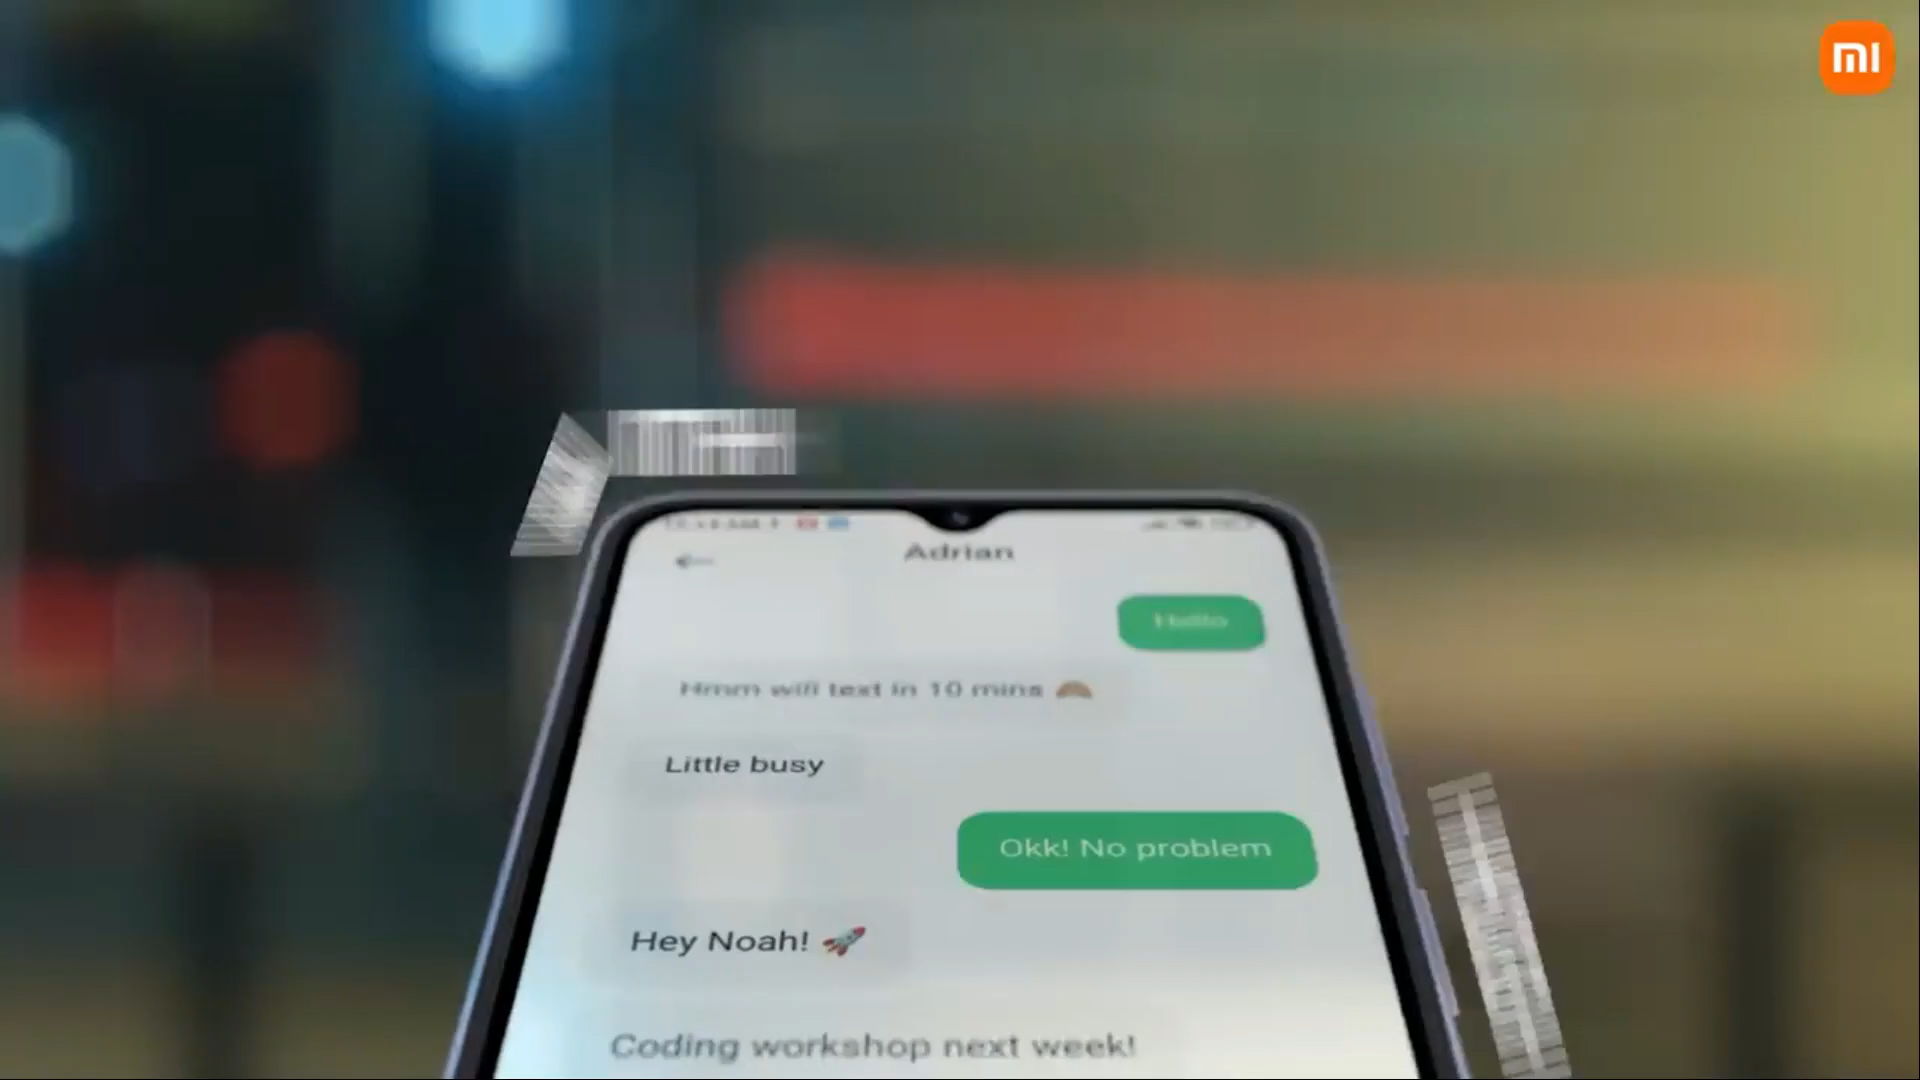 mi
Adrian
Hello
Hmm will text in 10 mins
Little busy
Okk! No problem
Hey Noah! 🚀
Coding workshop next week!